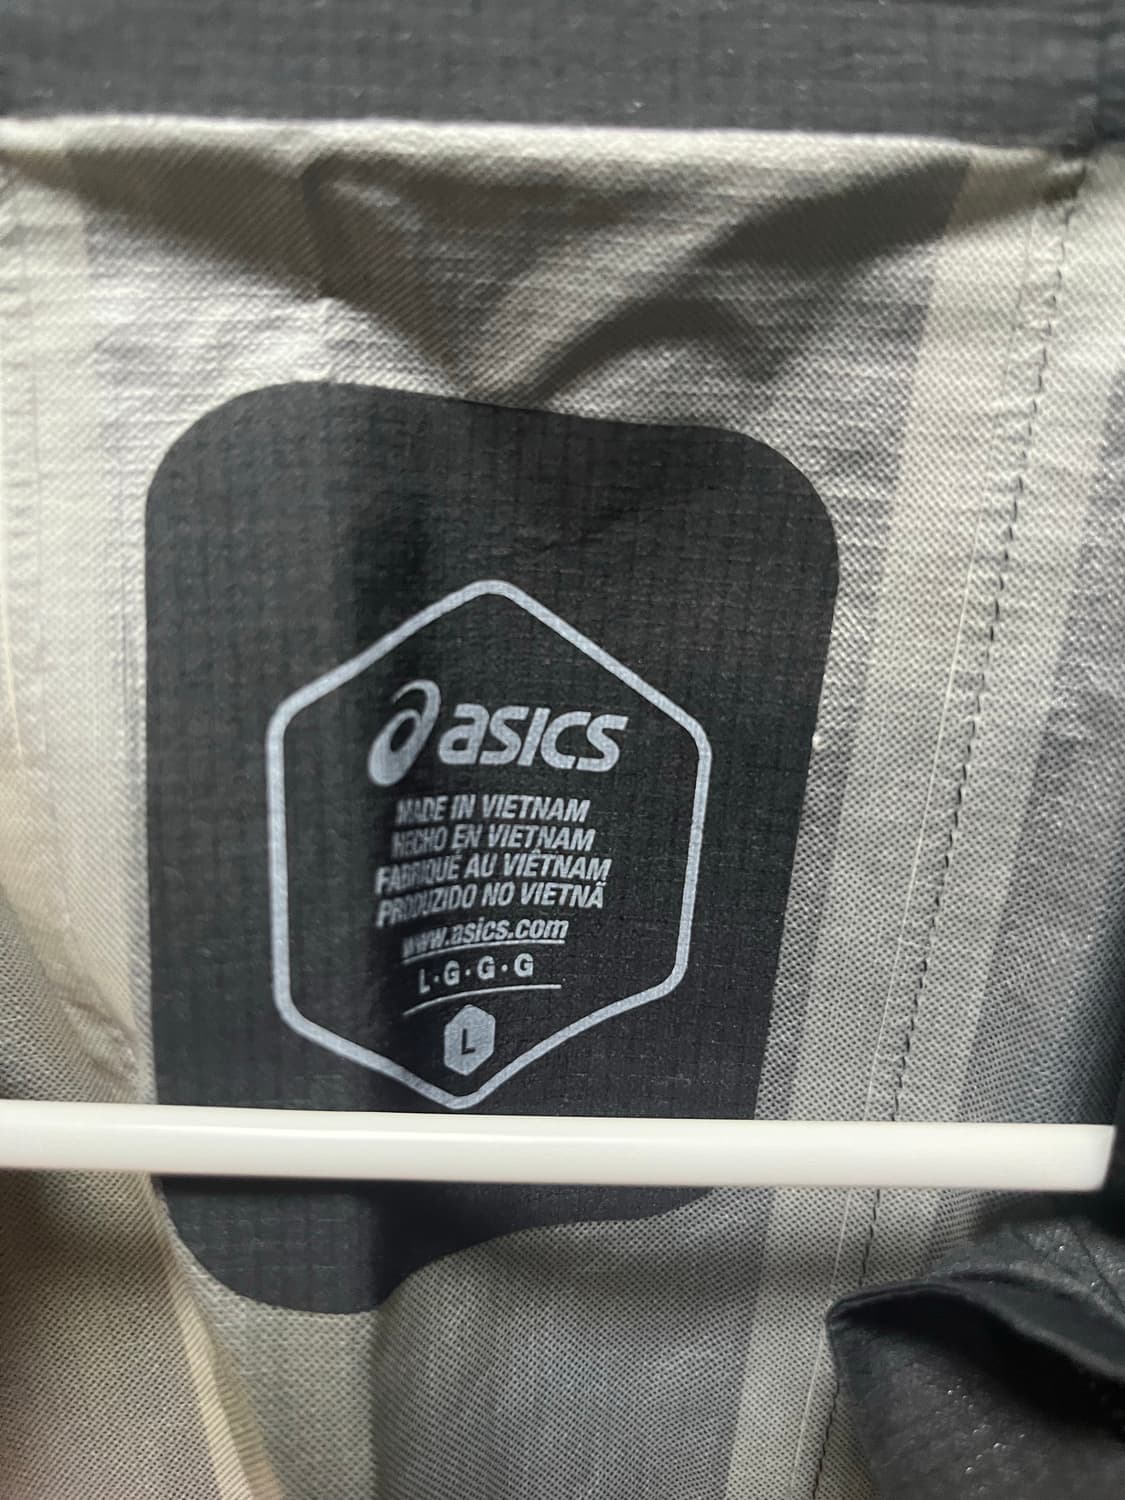 asics
MADE IN VIETNAM
HECHO EN VIETNAM
FABRIQUÉ AU VIÊTNAM
PRODUZIDO NO VIETNÃ
www.asics.com
L·G·G·G
L